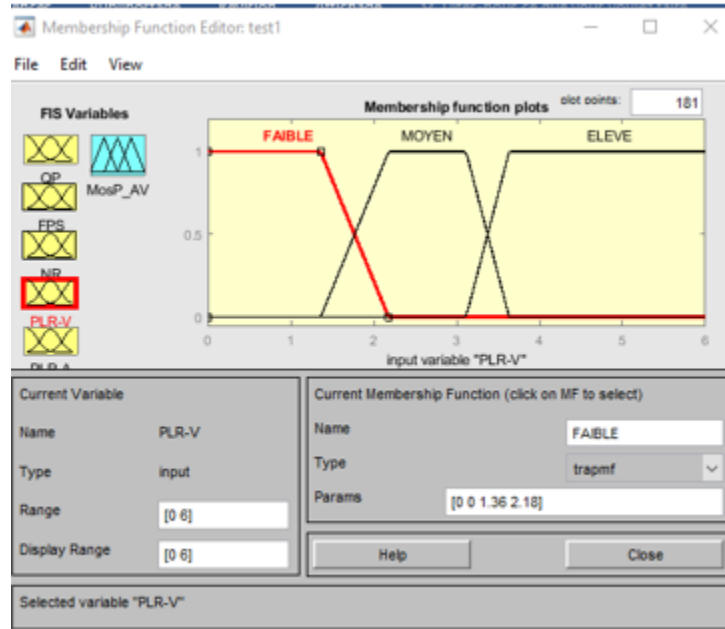 Membership Function Editor: test1
File Edit View
FIS Variables
Membership function plots
plot points:
181
QP
MosP_AV
FPS
NR
PLR-V
PLR-A
FAIBLE
MOYEN
ELEVE
1
0.5
0
0 1 2 3 4 5 6
input variable "PLR-V"
Current Variable
Name PLR-V
Type input
Range [0 6]
Display Range [0 6]
Current Membership Function (click on MF to select)
Name FAIBLE
Type trapmf
Params [0 0 1.36 2.18]
Help Close
Selected variable "PLR-V"